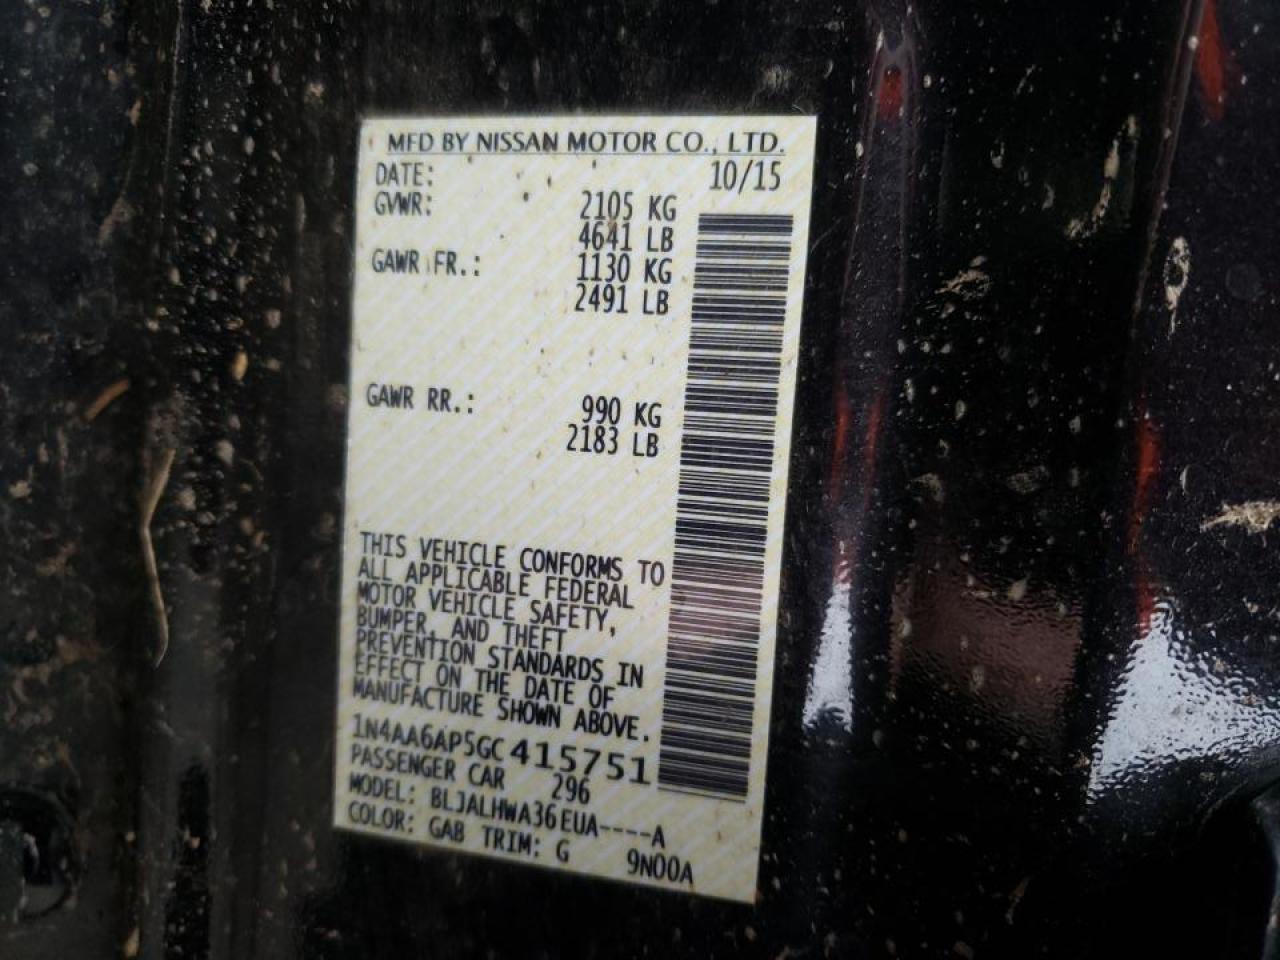 MFD BY NISSAN MOTOR CO., LTD.
DATE: 10/15
GVWR: 2105 KG
4641 LB
GAWR FR.: 1130 KG
2491 LB
GAWR RR.: 990 KG
2183 LB
THIS VEHICLE CONFORMS TO
ALL APPLICABLE FEDERAL
MOTOR VEHICLE SAFETY,
BUMPER, AND THEFT
PREVENTION STANDARDS IN
EFFECT ON THE DATE OF
MANUFACTURE SHOWN ABOVE.
1N4AA6AP5GC415751
PASSENGER CAR 296
MODEL: BLJALHWA36EUA----A
COLOR: GAB TRIM: G 9N00A